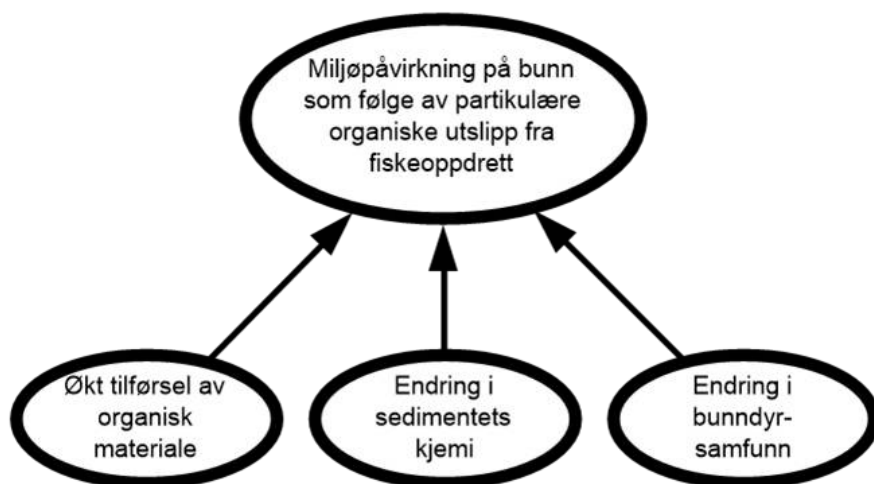 Miljøpåvirkning på bunn
som følge av partikulære
organiske utslipp fra
fiskeoppdrett
Økt tilførsel av
organisk
materiale
Endring i
sedimentets
kjemi
Endring i
bunndyr-
samfunn